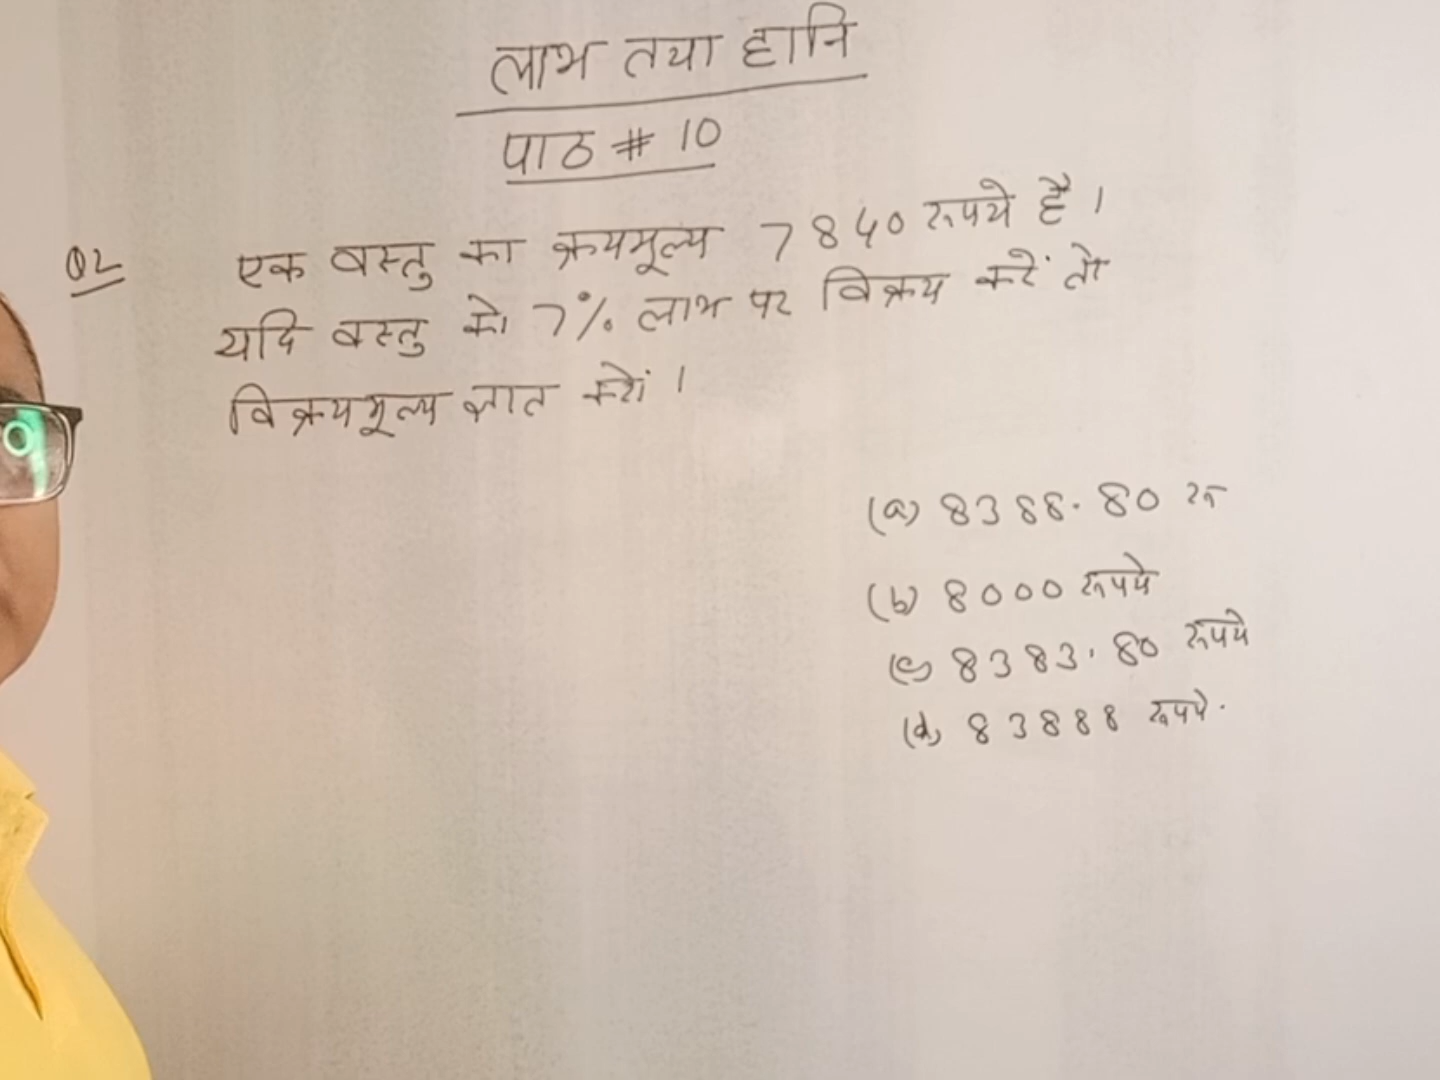 लाभ तथा हानि
पाठ # 10
Q2 एक वस्तु का क्रयमूल्य 7840 रूपये है।
यदि वस्तु को 7% लाभ पर विक्रय करें तो
विक्रयमूल्य ज्ञात करों।
(a) 8388.80 रू
(b) 8000 रूपये
(c) 8383.80 रूपये
(d) 83888 रूपये.